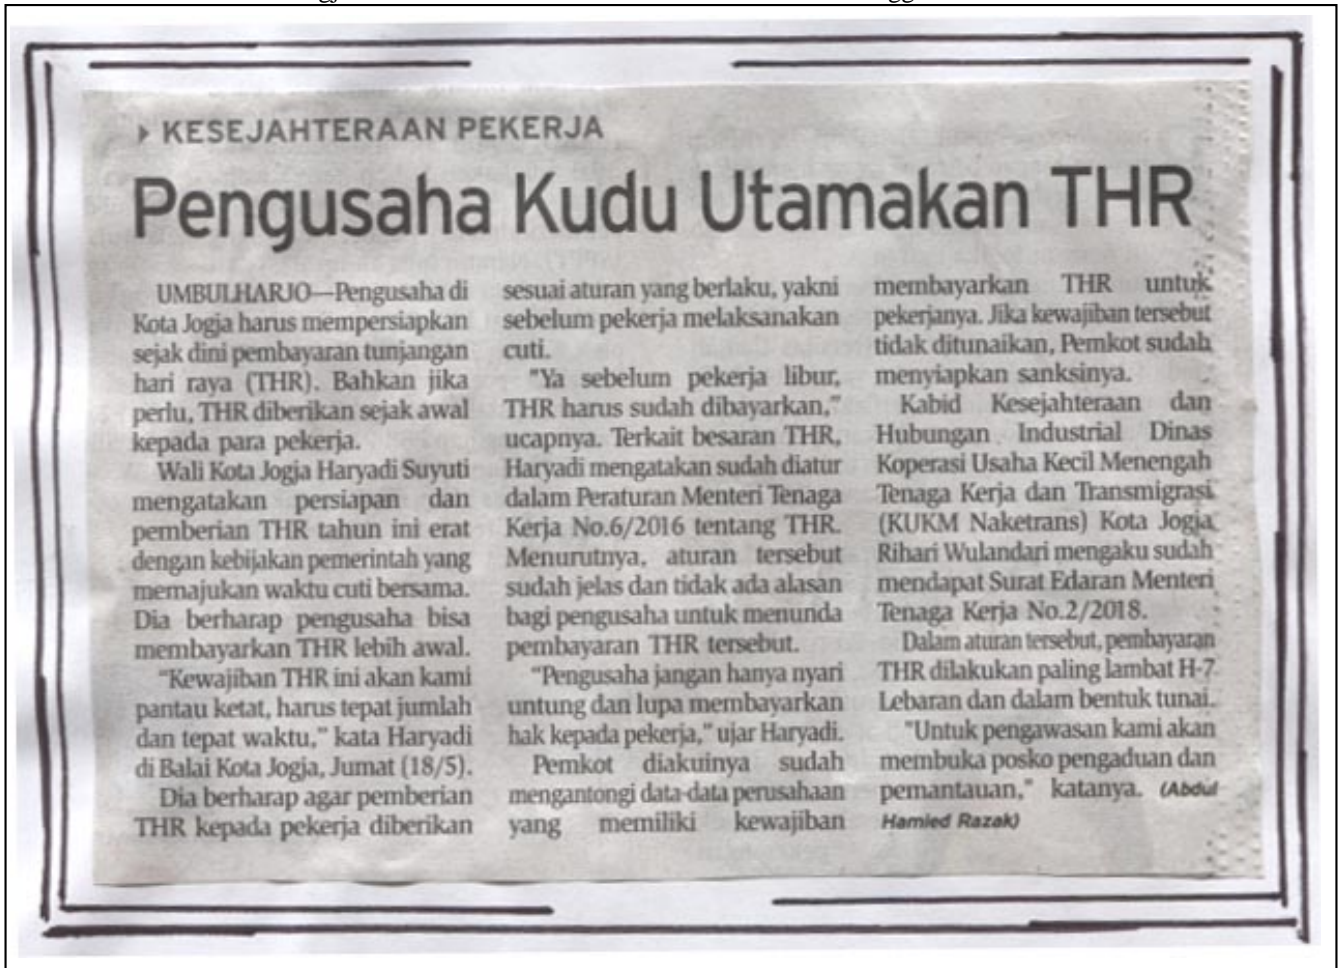 KESEJAHTERAAN PEKERJA
Pengusaha Kudu Utamakan THR
UMBULHARJO—Pengusaha di
Kota Jogja harus mempersiapkan
sejak dini pembayaran tunjangan
hari raya (THR). Bahkan jika
perlu, THR diberikan sejak awal
kepada para pekerja.
Wali Kota Jogja Haryadi Suyuti
mengatakan persiapan dan
pemberian THR tahun ini erat
dengan kebijakan pemerintah yang
memajukan waktu cuti bersama.
Dia berharap pengusaha bisa
membayarkan THR lebih awal.
"Kewajiban THR ini akan kami
pantau ketat, harus tepat jumlah
dan tepat waktu," kata Haryadi
di Balai Kota Jogja, Jumat (18/5).
Dia berharap agar pemberian
THR kepada pekerja diberikan
sesuai aturan yang berlaku, yakni
sebelum pekerja melaksanakan
cuti.
"Ya sebelum pekerja libur,
THR harus sudah dibayarkan,"
ucapnya. Terkait besaran THR,
Haryadi mengatakan sudah diatur
dalam Peraturan Menteri Tenaga
Kerja No.6/2016 tentang THR.
Menurutnya, aturan tersebut
sudah jelas dan tidak ada alasan
bagi pengusaha untuk menunda
pembayaran THR tersebut.
"Pengusaha jangan hanya nyari
untung dan lupa membayarkan
hak kepada pekerja," ujar Haryadi.
Pemkot diakuinya sudah
mengantongi data-data perusahaan
yang memiliki kewajiban
membayarkan THR untuk
pekerjanya. Jika kewajiban tersebut
tidak ditunaikan, Pemkot sudah
menyiapkan sanksinya.
Kabid Kesejahteraan dan
Hubungan Industrial Dinas
Koperasi Usaha Kecil Menengah
Tenaga Kerja dan Transmigrasi
(KUKM Naketrans) Kota Jogja
Rihari Wulandari mengaku sudah
mendapat Surat Edaran Menteri
Tenaga Kerja No.2/2018.
Dalam aturan tersebut, pembayaran
THR dilakukan paling lambat H-7
Lebaran dan dalam bentuk tunai.
"Untuk pengawasan kami akan
membuka posko pengaduan dan
pemantauan," katanya. (Abdul
Hamied Razak)